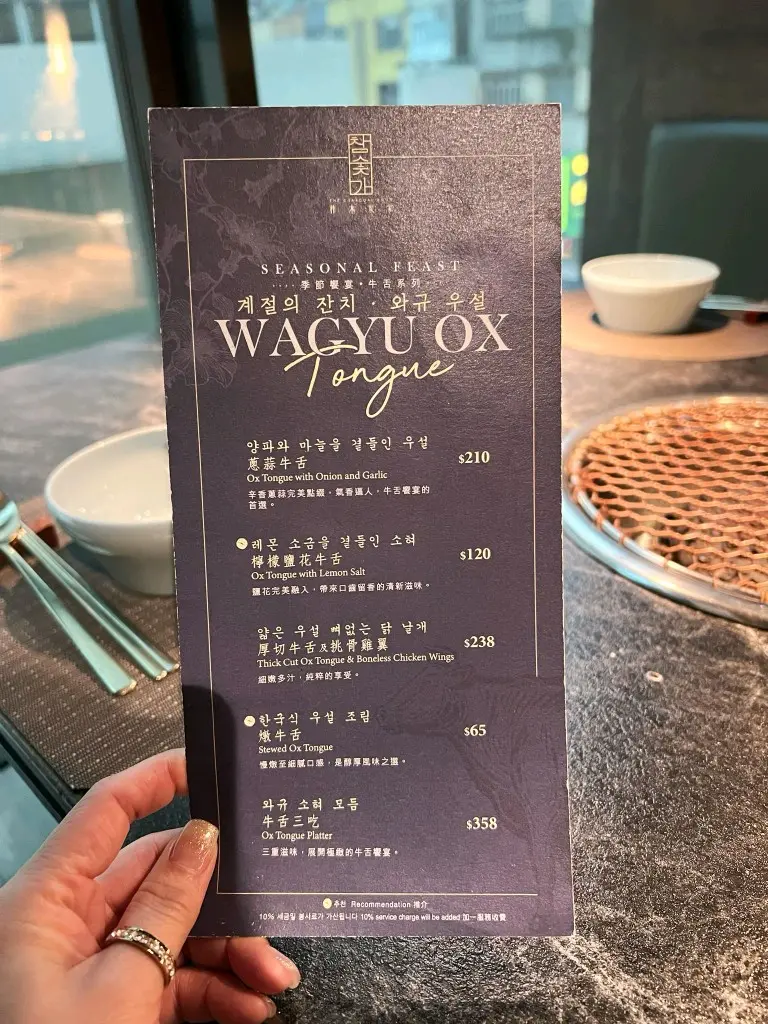 참숯가
SEASONAL FEAST
季節饗宴•牛舌系列
계절의 잔치 · 와규 우설
WAGYU OX
Tongue
양파와 마늘을 곁들인 우설
蔥蒜牛舌
$210
Ox Tongue with Onion and Garlic
辛香蔥蒜完美點綴，氣香逼人，牛舌饗宴的
首選。
레몬 소금을 곁들인 소혀
檸檬鹽花牛舌
$120
Ox Tongue with Lemon Salt
鹽花完美融入，帶來口齒留香的清新滋味。
얇은 우설 뼈없는 닭 날개
厚切牛舌及挑骨雞翼
$238
Thick Cut Ox Tongue & Boneless Chicken Wings
細嫩多汁，純粹的享受。
한국식 우설 조림
燉牛舌
$65
Stewed Ox Tongue
慢燉至細膩口感，是醇厚風味之選。
와규 소혀 모듬
牛舌三吃
$358
Ox Tongue Platter
三重滋味，展開極緻的牛舌饗宴。
추천 Recommendation 推介
10% 세금및 봉사료가 가산됩니다 10% service charge will be added 加一服務收費